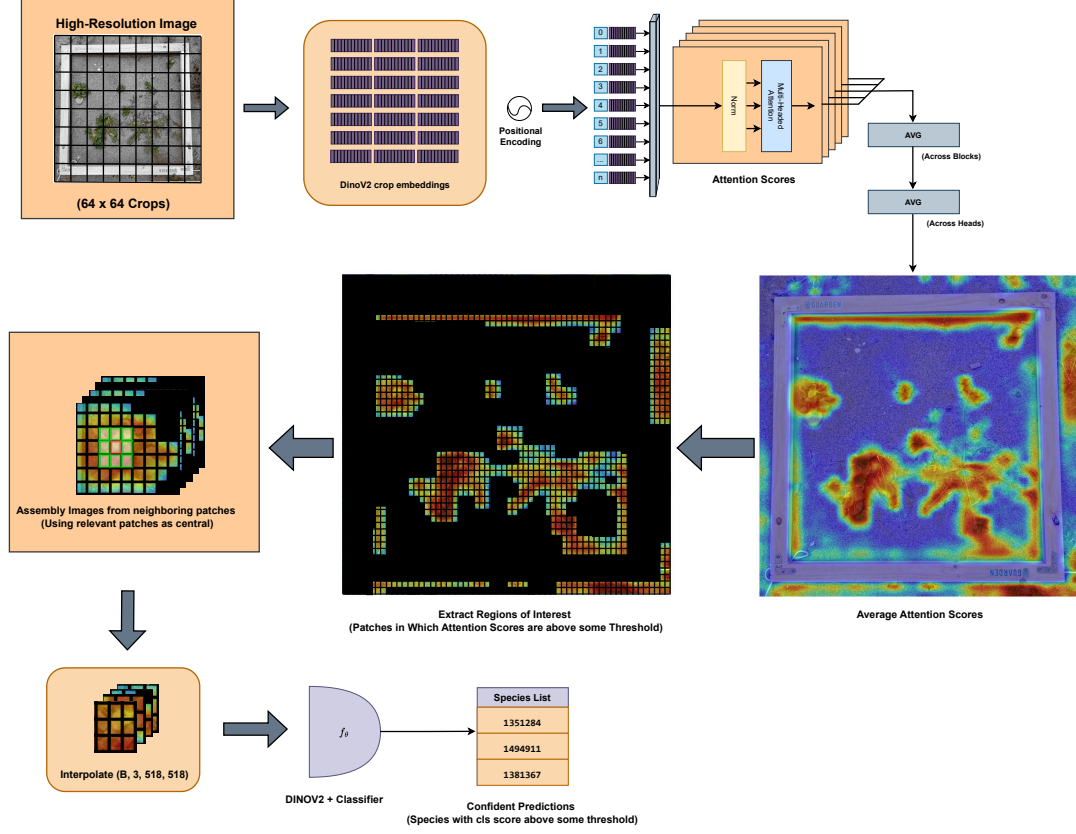 High-Resolution Image
(64 x 64 Crops)
DinoV2 crop embeddings
Positional
Encoding
0
1
2
3
4
5
6
...
n
Norm
Multi-Headed
Attention
Attention Scores
AVG
(Across Blocks)
AVG
(Across Heads)
GUARDEN
GUARDEN
Average Attention Scores
Extract Regions of Interest
(Patches in Which Attention Scores are above some Threshold)
Assembly Images from neighboring patches
(Using relevant patches as central)
Interpolate (B, 3, 518, 518)
fθ
DINOV2 + Classifier
Species List
1351284
1494911
1381367
Confident Predictions
(Species with cls score above some threshold)